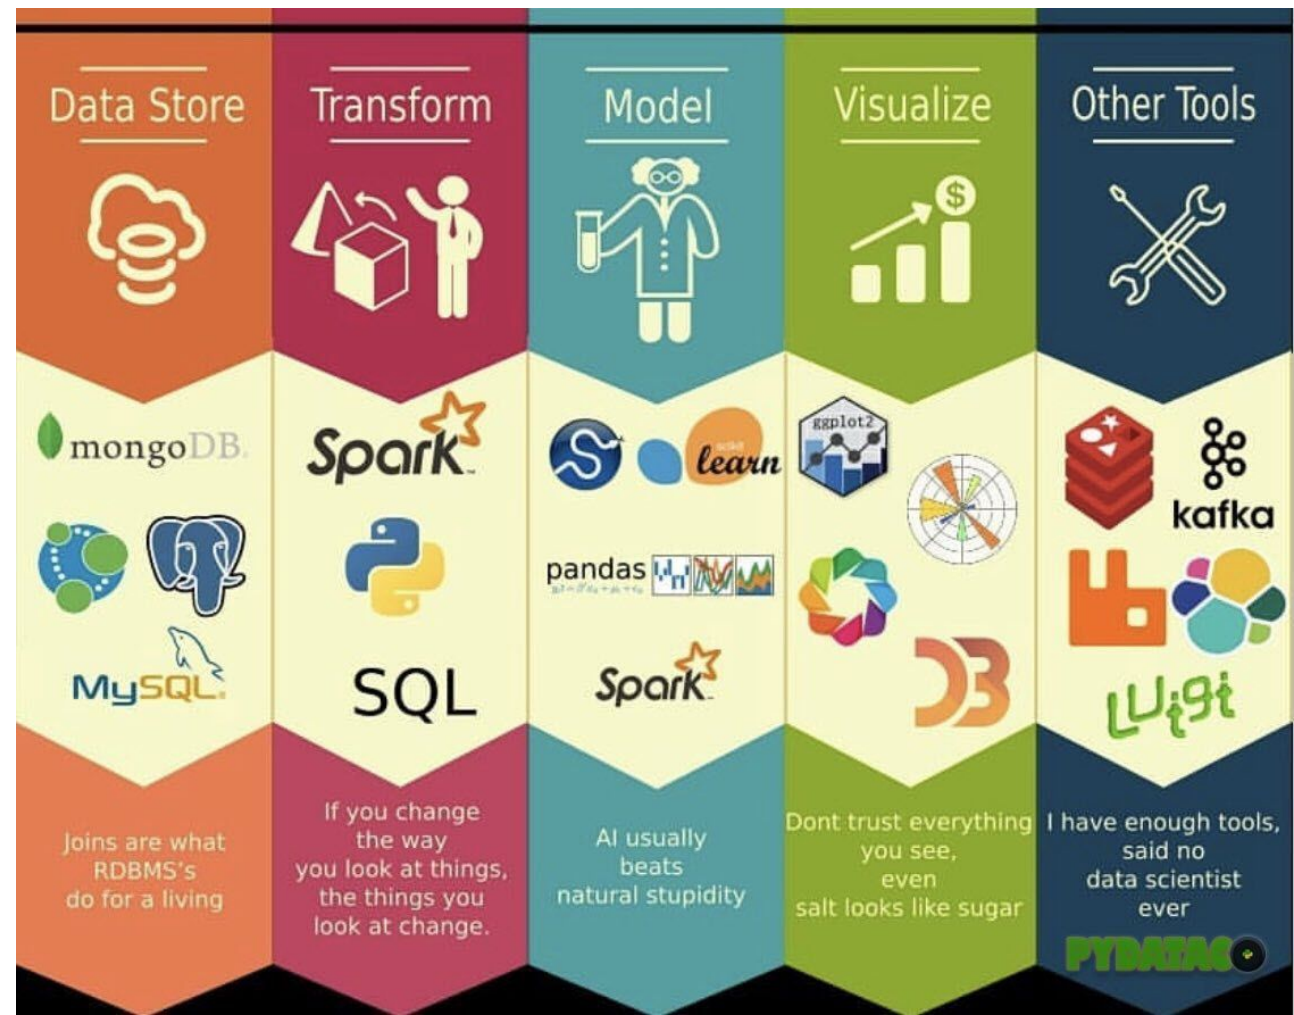 Data Store
Transform
Model
Visualize
Other Tools
$
mongoDB.
MySQL.
Spark
SQL
scikit
learn
pandas
Spark
ggplot2
D3
kafka
Luigi
Joins are what
RDBMS's
do for a living
If you change
the way
you look at things,
the things you
look at change.
AI usually
beats
natural stupidity
Dont trust everything
you see,
even
salt looks like sugar
I have enough tools,
said no
data scientist
ever
PYDATAC